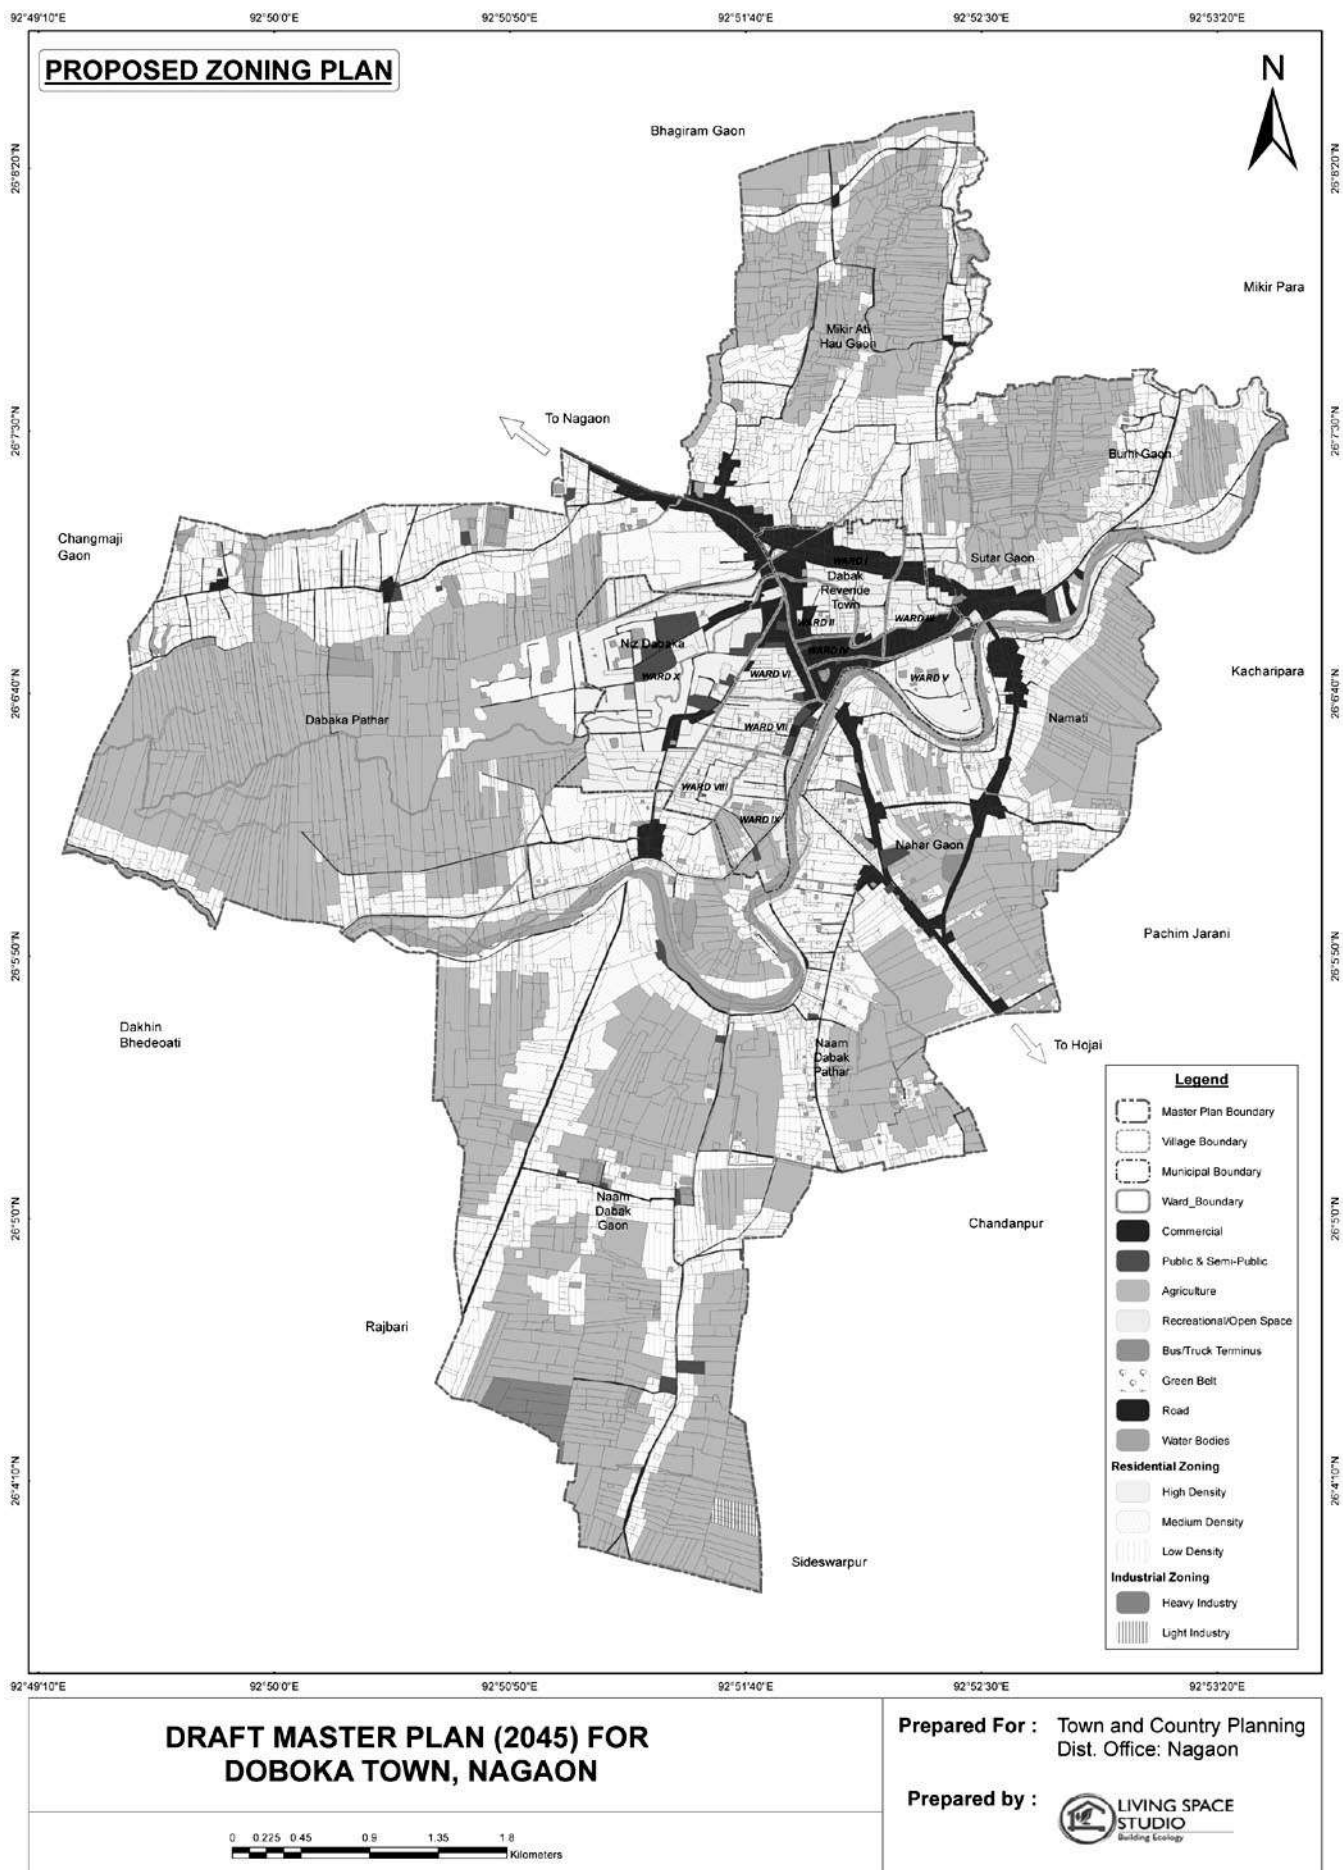 92°49'10"E
92°50'0"E
92°50'50"E
92°51'40"E
92°52'30"E
92°53'20"E
PROPOSED ZONING PLAN
N
Bhagiram Gaon
26°8'20"N
26°8'20"N
Mikir Para
Mikir Ati
Hau Gaon
To Nagaon
26°7'30"N
26°7'30"N
Burhi Gaon
Changmaji
Gaon
Sutar Gaon
WARD I
Dabak
Revenue
Town
WARD II
WARD III
Niz Dabaka
WARD IV
WARD X
WARD VI
WARD V
Kacharipara
26°6'40"N
26°6'40"N
Dabaka Pathar
Namati
WARD VII
WARD VIII
WARD IX
Nahar Gaon
Pachim Jarani
26°5'50"N
26°5'50"N
Dakhin
Bhedeoati
Naam
Dabak
Pathar
To Hojai
Naam
Dabak
Gaon
Chandanpur
26°5'0"N
26°5'0"N
Rajbari
26°4'10"N
26°4'10"N
Sideswarpur
Legend
Master Plan Boundary
Village Boundary
Municipal Boundary
Ward_Boundary
Commercial
Public & Semi-Public
Agriculture
Recreational/Open Space
Bus/Truck Terminus
Green Belt
Road
Water Bodies
Residential Zoning
High Density
Medium Density
Low Density
Industrial Zoning
Heavy Industry
Light Industry
92°49'10"E
92°50'0"E
92°50'50"E
92°51'40"E
92°52'30"E
92°53'20"E
DRAFT MASTER PLAN (2045) FOR
DOBOKA TOWN, NAGAON
0 0.225 0.45 0.9 1.35 1.8
Kilometers
Prepared For : Town and Country Planning
Dist. Office: Nagaon
Prepared by :
LIVING SPACE
STUDIO
Building Ecology